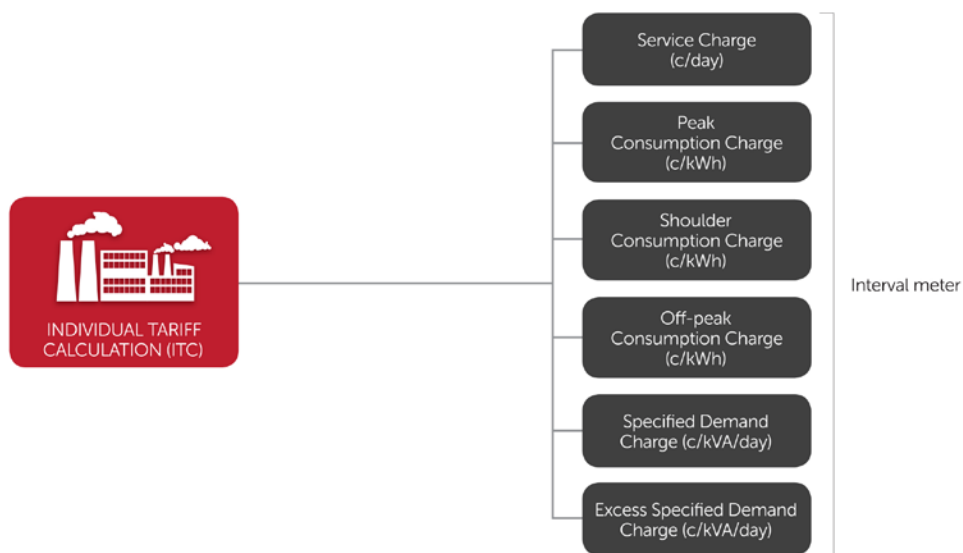 Service Charge
(c/day)
Peak
Consumption Charge
(c/kWh)
Shoulder
Consumption Charge
(c/kWh)
INDIVIDUAL TARIFF
CALCULATION (ITC)
Interval meter
Off-peak
Consumption Charge
(c/kWh)
Specified Demand
Charge (c/kVA/day)
Excess Specified Demand
Charge (c/kVA/day)